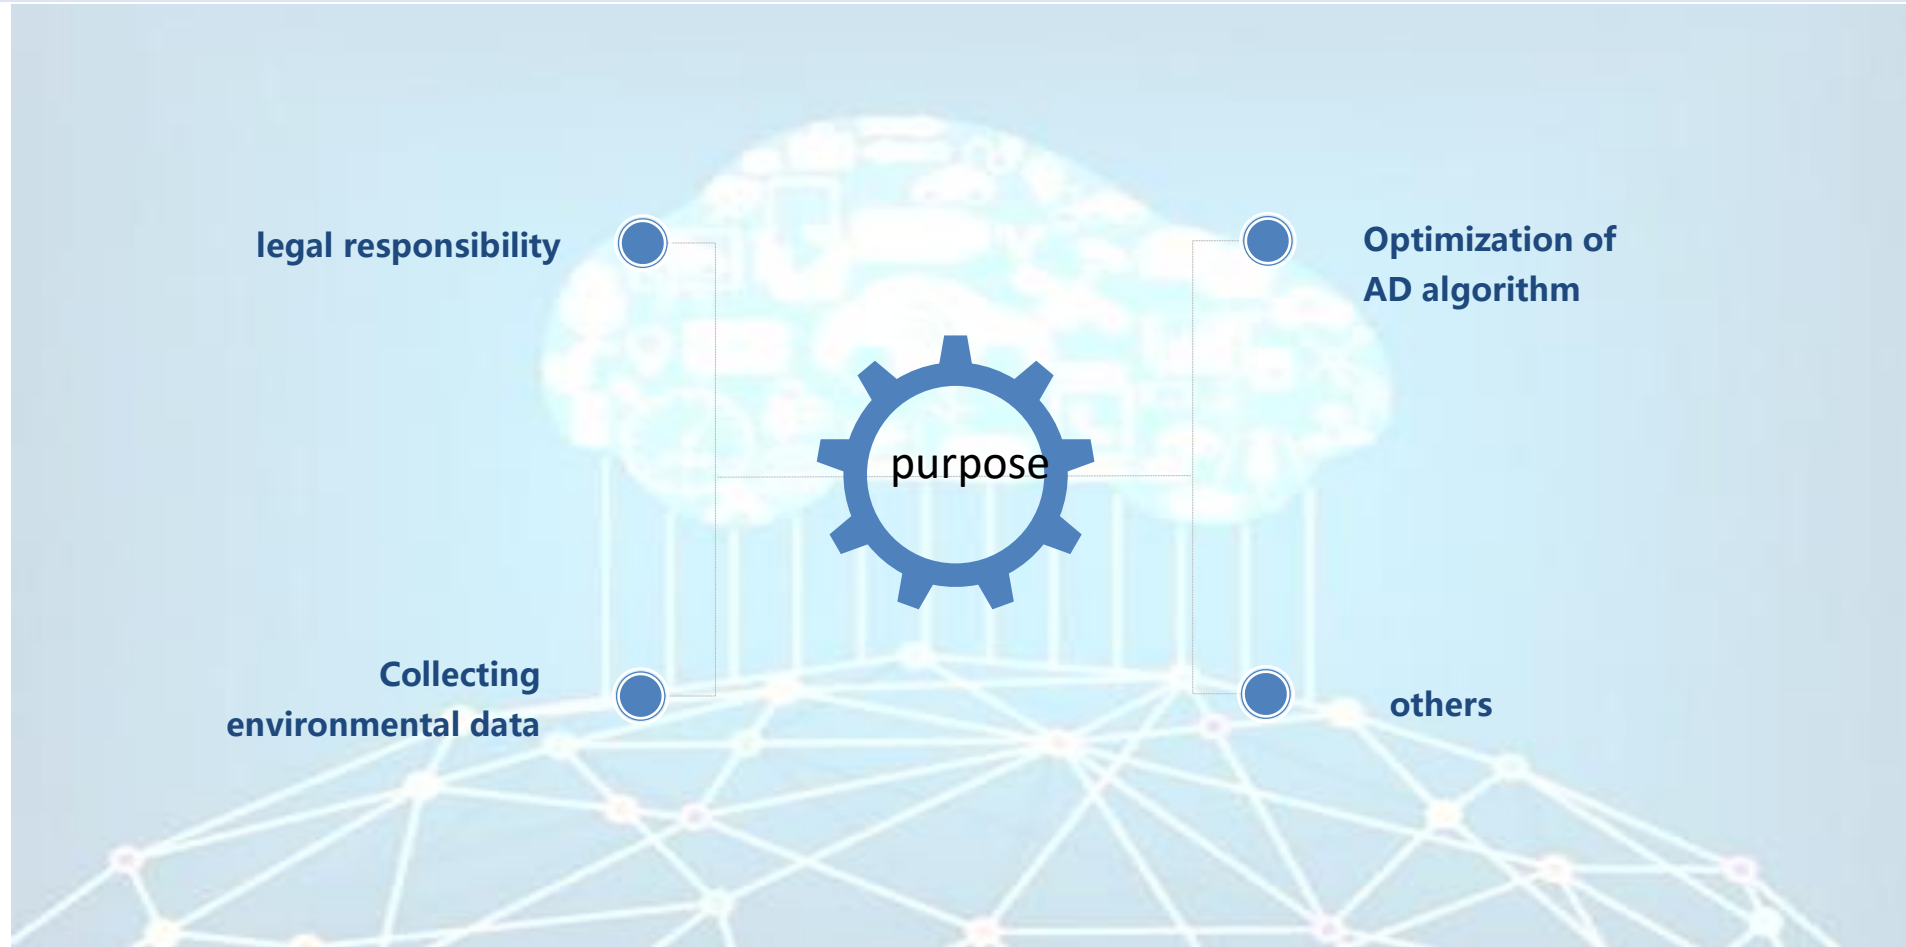 legal responsibility
Optimization of
AD algorithm
purpose
Collecting
environmental data
others